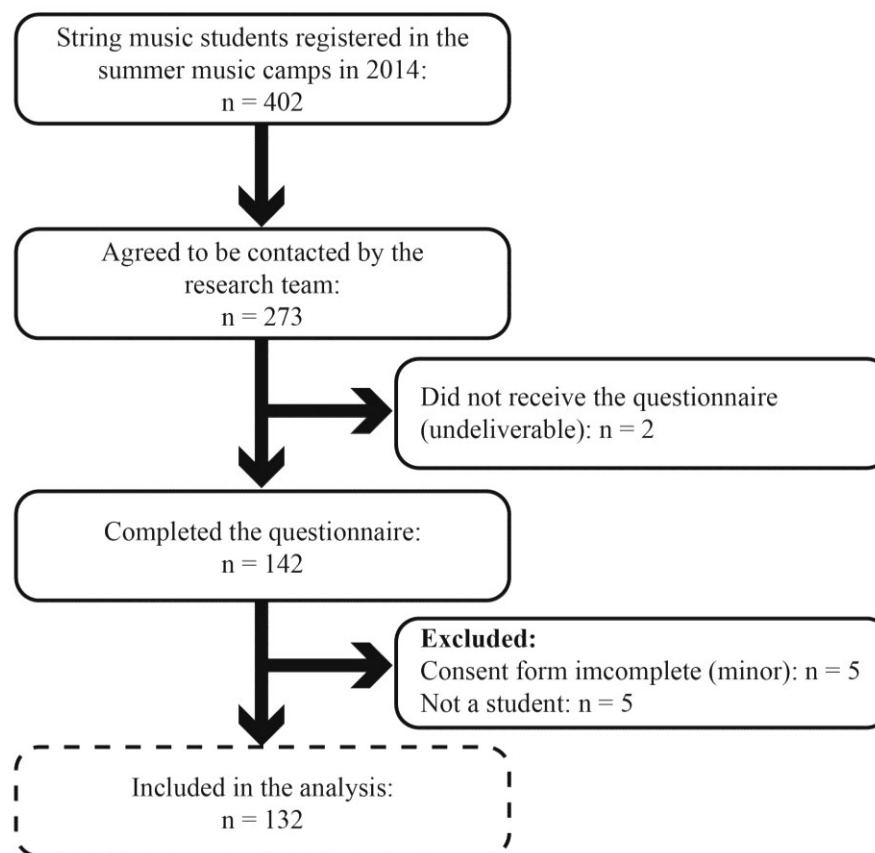 String music students registered in the
summer music camps in 2014:
n = 402
Agreed to be contacted by the
research team:
n = 273
Did not receive the questionnaire
(undeliverable): n = 2
Completed the questionnaire:
n = 142
Excluded:
Consent form imcomplete (minor): n = 5
Not a student: n = 5
Included in the analysis:
n = 132